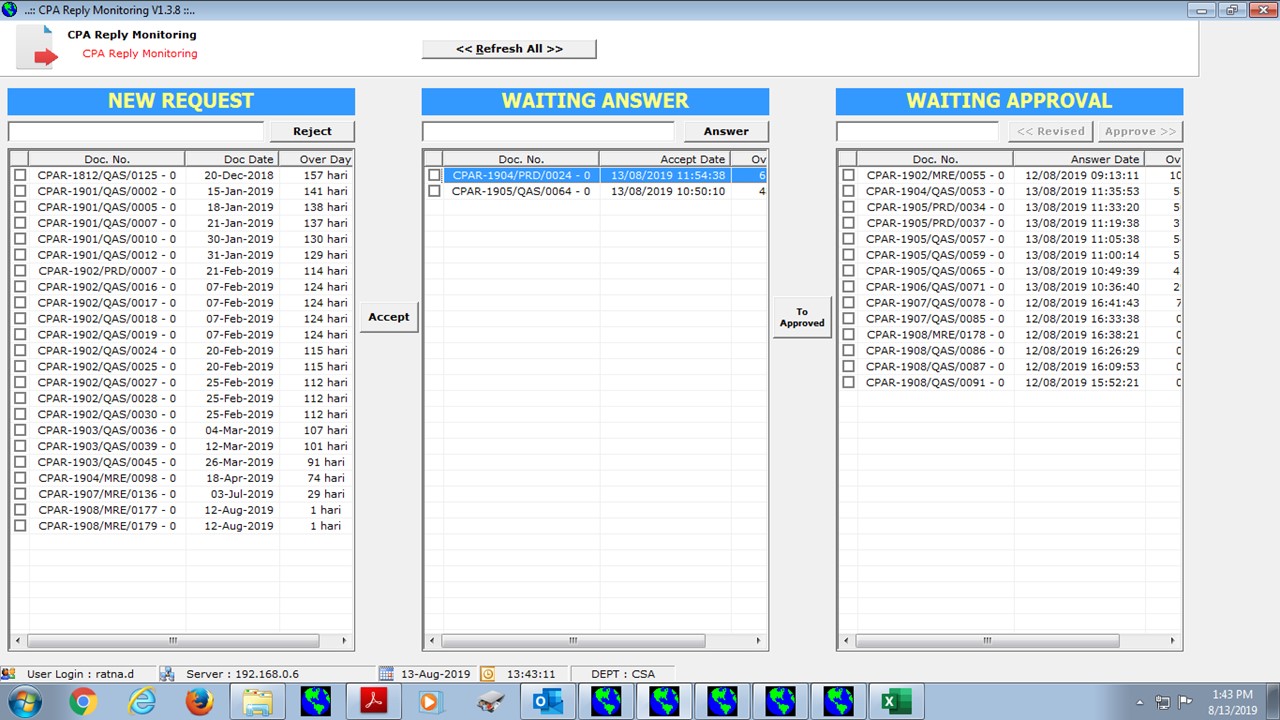 ..:: CPA Reply Monitoring V1.3.8 ::..
CPA Reply Monitoring
CPA Reply Monitoring
<< Refresh All >>
NEW REQUEST
Reject
Doc. No. Doc Date Over Day
CPAR-1812/QAS/0125 - 0 20-Dec-2018 157 hari
CPAR-1901/QAS/0002 - 0 15-Jan-2019 141 hari
CPAR-1901/QAS/0005 - 0 18-Jan-2019 138 hari
CPAR-1901/QAS/0007 - 0 21-Jan-2019 137 hari
CPAR-1901/QAS/0010 - 0 30-Jan-2019 130 hari
CPAR-1901/QAS/0012 - 0 31-Jan-2019 129 hari
CPAR-1902/PRD/0007 - 0 21-Feb-2019 114 hari
CPAR-1902/QAS/0016 - 0 07-Feb-2019 124 hari
CPAR-1902/QAS/0017 - 0 07-Feb-2019 124 hari
CPAR-1902/QAS/0018 - 0 07-Feb-2019 124 hari
CPAR-1902/QAS/0019 - 0 07-Feb-2019 124 hari
CPAR-1902/QAS/0024 - 0 20-Feb-2019 115 hari
CPAR-1902/QAS/0025 - 0 20-Feb-2019 115 hari
CPAR-1902/QAS/0027 - 0 25-Feb-2019 112 hari
CPAR-1902/QAS/0028 - 0 25-Feb-2019 112 hari
CPAR-1902/QAS/0030 - 0 25-Feb-2019 112 hari
CPAR-1903/QAS/0036 - 0 04-Mar-2019 107 hari
CPAR-1903/QAS/0039 - 0 12-Mar-2019 101 hari
CPAR-1903/QAS/0045 - 0 26-Mar-2019 91 hari
CPAR-1904/MRE/0098 - 0 18-Apr-2019 74 hari
CPAR-1907/MRE/0136 - 0 03-Jul-2019 29 hari
CPAR-1908/MRE/0177 - 0 12-Aug-2019 1 hari
CPAR-1908/MRE/0179 - 0 12-Aug-2019 1 hari
Accept
WAITING ANSWER
Answer
Doc. No. Accept Date Ov
CPAR-1904/PRD/0024 - 0 13/08/2019 11:54:38 6
CPAR-1905/QAS/0064 - 0 13/08/2019 10:50:10 4
To
Approved
WAITING APPROVAL
<< Revised Approve >>
Doc. No. Answer Date Ov
CPAR-1902/MRE/0055 - 0 12/08/2019 09:13:11 10
CPAR-1904/QAS/0053 - 0 13/08/2019 11:35:53 5
CPAR-1905/PRD/0034 - 0 13/08/2019 11:33:20 5
CPAR-1905/PRD/0037 - 0 13/08/2019 11:19:38 3
CPAR-1905/QAS/0057 - 0 13/08/2019 11:05:38 5
CPAR-1905/QAS/0059 - 0 13/08/2019 11:00:14 5
CPAR-1905/QAS/0065 - 0 13/08/2019 10:49:39 4
CPAR-1906/QAS/0071 - 0 13/08/2019 10:36:40 2
CPAR-1907/QAS/0078 - 0 12/08/2019 16:41:43 7
CPAR-1907/QAS/0085 - 0 12/08/2019 16:33:38 0
CPAR-1908/MRE/0178 - 0 12/08/2019 16:38:21 0
CPAR-1908/QAS/0086 - 0 12/08/2019 16:26:29 0
CPAR-1908/QAS/0087 - 0 12/08/2019 16:09:53 0
CPAR-1908/QAS/0091 - 0 12/08/2019 15:52:21 0
User Login : ratna.d Server : 192.168.0.6 13-Aug-2019 13:43:11 DEPT : CSA
1:43 PM
8/13/2019